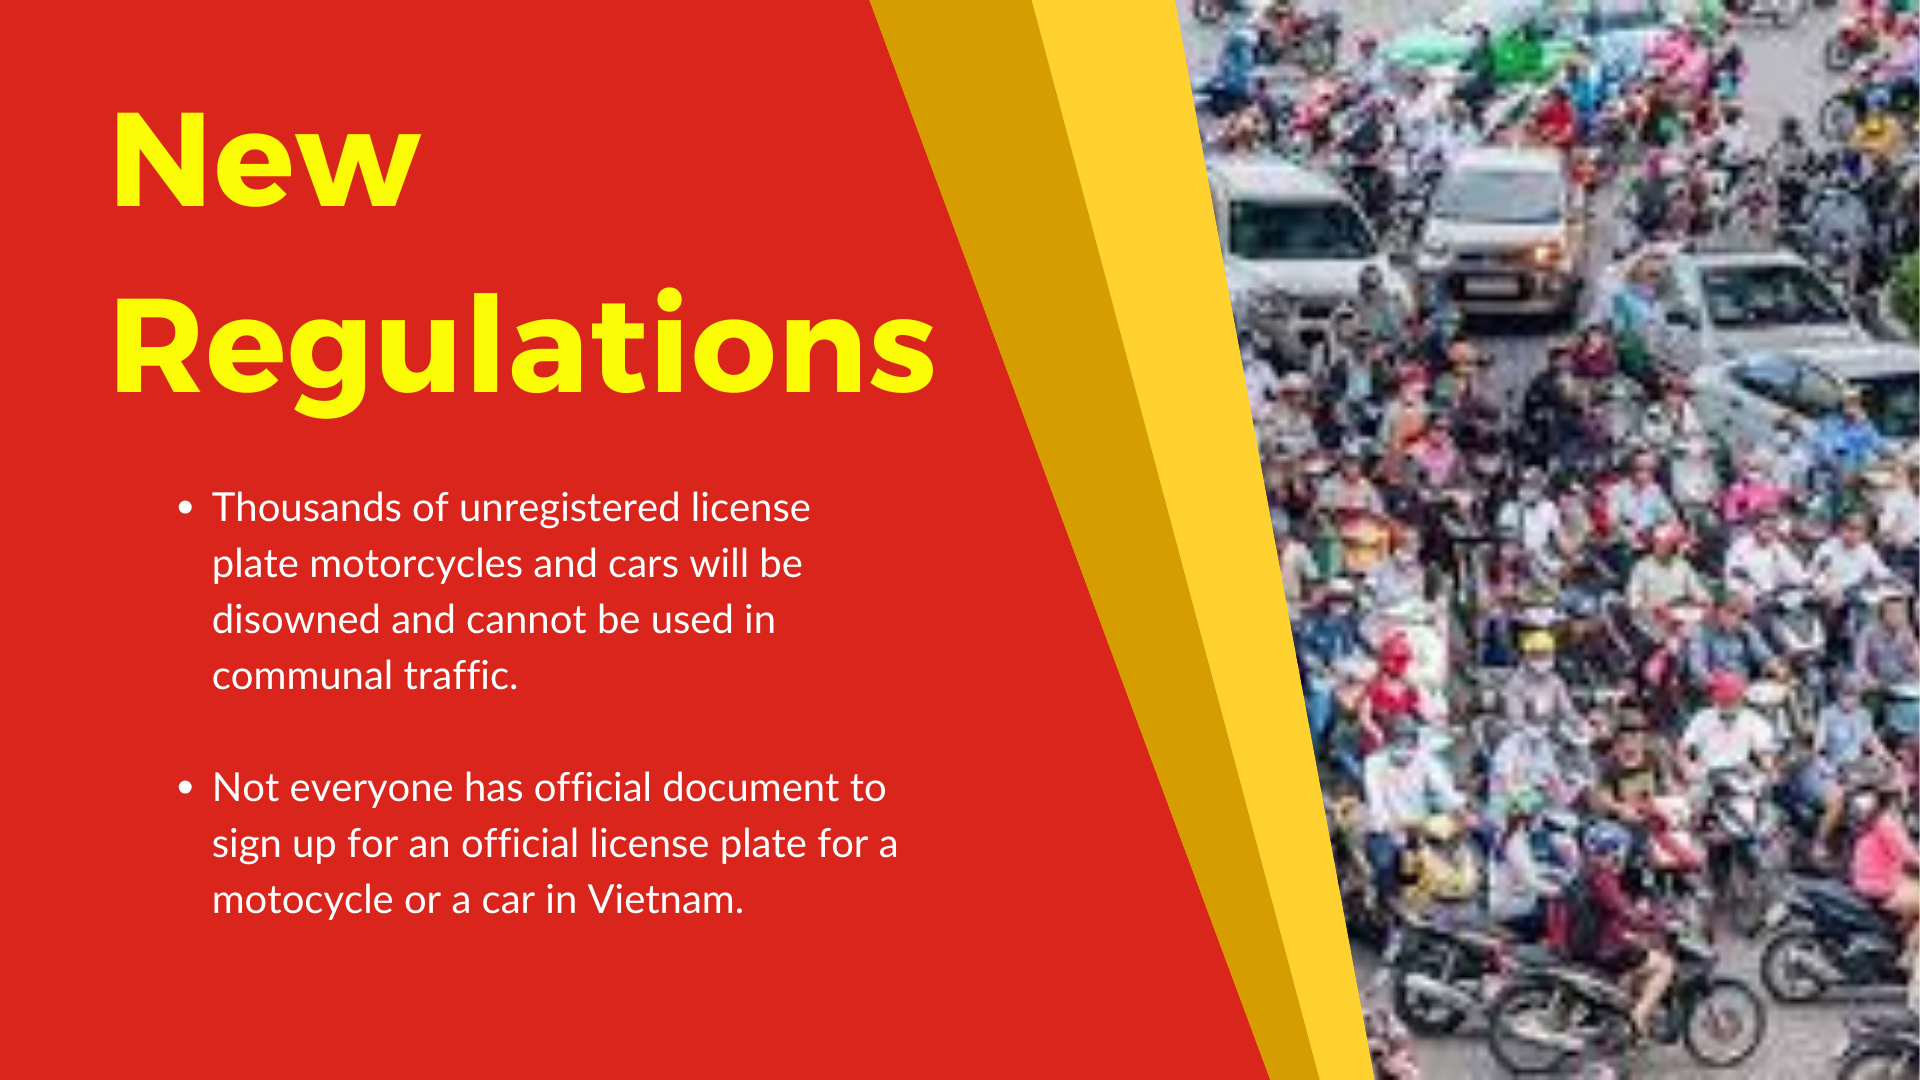 New
Regulations
• Thousands of unregistered license
plate motorcycles and cars will be
disowned and cannot be used in
communal traffic.
• Not everyone has official document to
sign up for an official license plate for a
motocycle or a car in Vietnam.